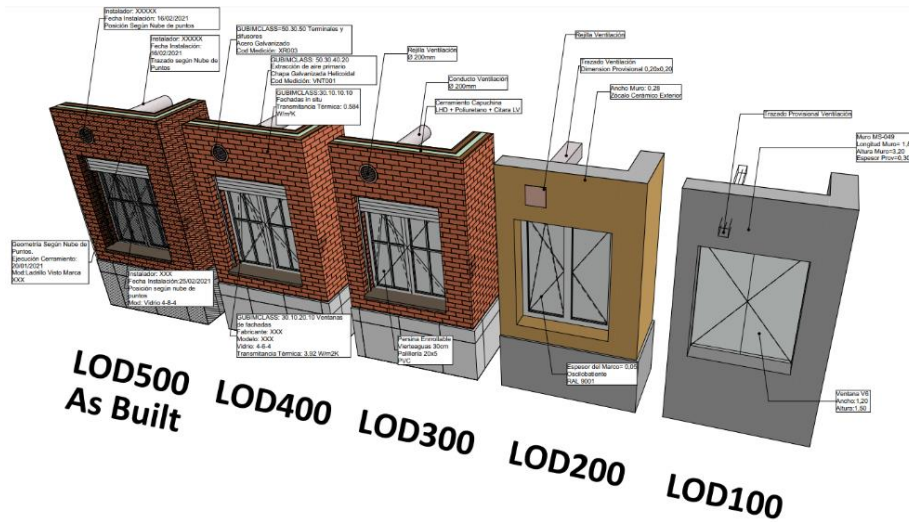 Instalador: XXXXX
Fecha Instalación: 16/02/2021
Posición Según Nube de puntos
Instalador: XXXXX
Fecha Instalación:
16/02/2021
Trazado según Nube de
Puntos
GUBIMCLASS=50.30.50 Terminales y
difusores
Acero Galvanizado
Cod Medición: XR003
GUBIMCLASS: 50.30.40.20
Extracción de aire primario
Chapa Galvanizada Helicoidal
Cod Medición: VNT001
GUBIMCLASS:30.10.10.10
Fachadas in situ
Transmitancia Térmica: 0.584
W/m²K
Rejilla Ventilación
Ø 200mm
Conducto Ventilación
Ø 200mm
Cerramiento Capuchina
LHD + Poliuretano + Citara LV
Rejilla Ventilación
Trazado Ventilación
Dimension Provisional 0,20x0,20
Ancho Muro: 0,28
Zócalo Cerámico Exterior
Trazado Provisional Ventilación
Muro MS-049
Altura Muro=3,20
Espesor Prov=0,30
Geometría Según Nube de
Puntos.
Ejecución Cerramiento:
20/01/2021
Mod:Ladrillo Visto Marca
XXX
Instalador: XXX
Fecha Instalación:25/02/2021
Posición según nube de
puntos
Mod: Vidrio 4-8-4
GUBIMCLASS: 30.10.20.10 Ventanas
de fachadas
Fabricante: XXX
Modelo: XXX
Vidrio: 4-6-4
Transmitancia Térmica: 3.92 W/m2K
Persina Enrrollable
Vierteaguas 30cm
Palillería 20x5
PVC
Espesor del Marco= 0,05
Oscilobatiente
RAL 9001
Ventana V6
Ancho:1,20
Altura:1,50
LOD500
As Built
LOD400
LOD300
LOD200
LOD100